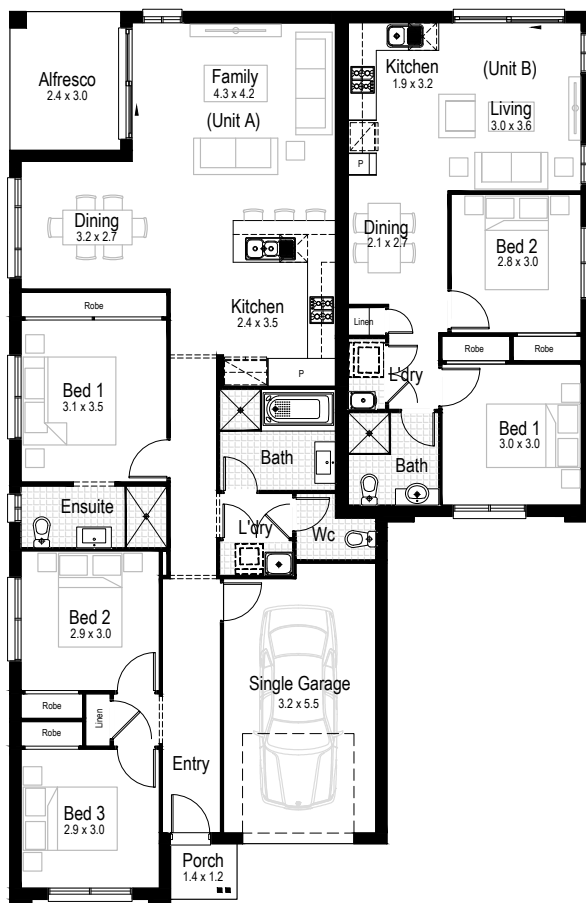 Alfresco
2.4 x 3.0
Family
4.3 x 4.2
(Unit A)
Dining
3.2 x 2.7
Kitchen
2.4 x 3.5
P
Robe
Bed 1
3.1 x 3.5
Bath
Ensuite
L'dry
Wc
Bed 2
2.9 x 3.0
Robe
Robe
Linen
Single Garage
3.2 x 5.5
Entry
Bed 3
2.9 x 3.0
Porch
1.4 x 1.2
Kitchen
1.9 x 3.2
(Unit B)
Living
3.0 x 3.6
P
Dining
2.1 x 2.7
Bed 2
2.8 x 3.0
Linen
L'dry
Robe
Robe
Bed 1
3.0 x 3.0
Bath